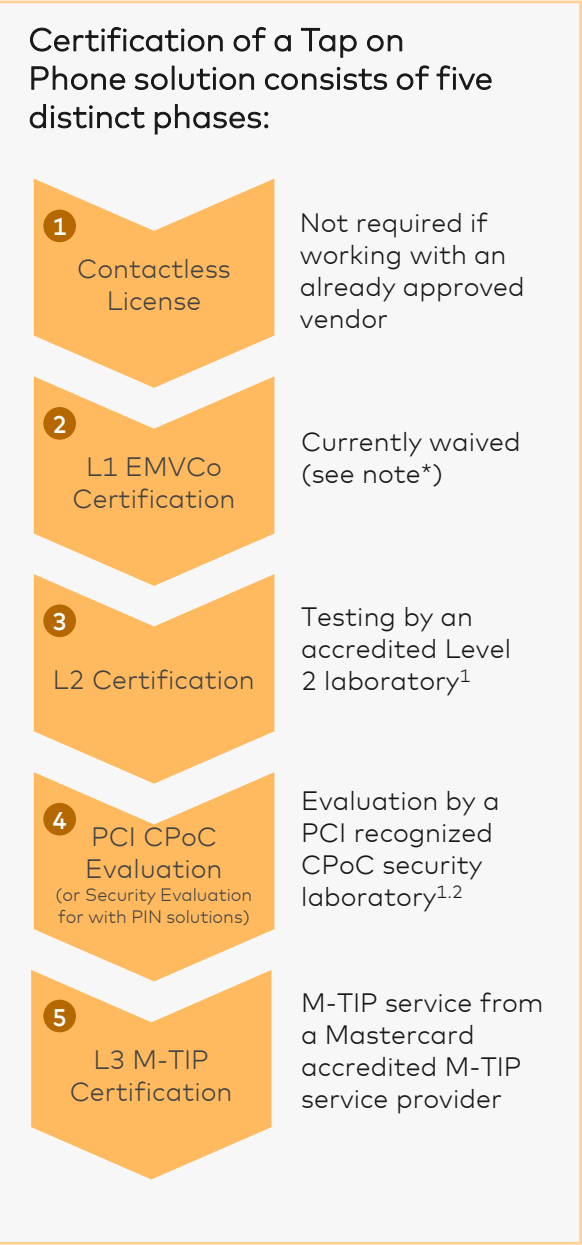 Certification of a Tap on
Phone solution consists of five
distinct phases:
1
Contactless
License
Not required if
working with an
already approved
vendor
2
L1 EMVCo
Certification
Currently waived
(see note*)
3
L2 Certification
Testing by an
accredited Level
2 laboratory¹
4
PCI CPoC
Evaluation
(or Security Evaluation
for with PIN solutions)
Evaluation by a
PCI recognized
CPoC security
laboratory¹·²
5
L3 M-TIP
Certification
M-TIP service from
a Mastercard
accredited M-TIP
service provider